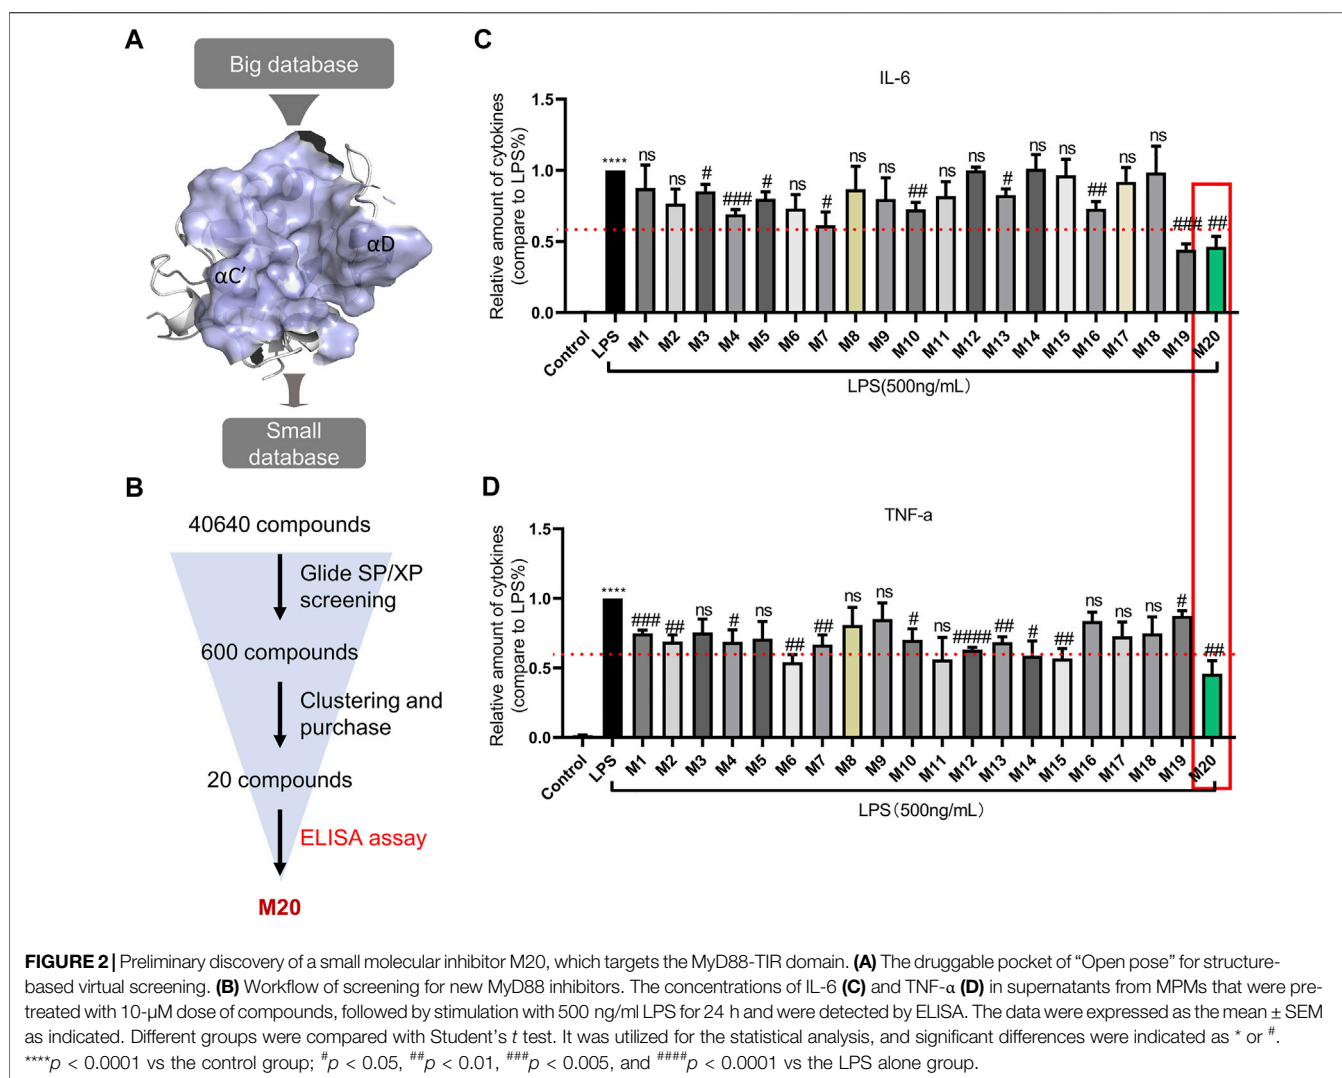 A
Big database
αD
αC’
Small
database
B
40640 compounds
Glide SP/XP
screening
600 compounds
Clustering and
purchase
20 compounds
ELISA assay
M20
C
IL-6
Relative amount of cytokines
(compare to LPS%)
1.5
1.0
0.5
0.0
**** ns ns # ### # ns # ns ns ## ns ns # ns ns ## ns ns ### ##
Control LPS M1 M2 M3 M4 M5 M6 M7 M8 M9 M10 M11 M12 M13 M14 M15 M16 M17 M18 M19 M20
LPS(500ng/mL)
D
TNF-a
Relative amount of cytokines
(compare to LPS%)
1.5
1.0
0.5
0.0
**** ### ## ns # ns ## ## ns ns # ns #### ## # ## ns ns ns # ##
Control LPS M1 M2 M3 M4 M5 M6 M7 M8 M9 M10 M11 M12 M13 M14 M15 M16 M17 M18 M19 M20
LPS(500ng/mL)
FIGURE 2 | Preliminary discovery of a small molecular inhibitor M20, which targets the MyD88-TIR domain. (A) The druggable pocket of “Open pose” for structure-
based virtual screening. (B) Workflow of screening for new MyD88 inhibitors. The concentrations of IL-6 (C) and TNF-α (D) in supernatants from MPMs that were pre-
treated with 10-μM dose of compounds, followed by stimulation with 500 ng/ml LPS for 24 h and were detected by ELISA. The data were expressed as the mean ± SEM
as indicated. Different groups were compared with Student’s t test. It was utilized for the statistical analysis, and significant differences were indicated as * or #.
****p < 0.0001 vs the control group; #p < 0.05, ##p < 0.01, ###p < 0.005, and ####p < 0.0001 vs the LPS alone group.